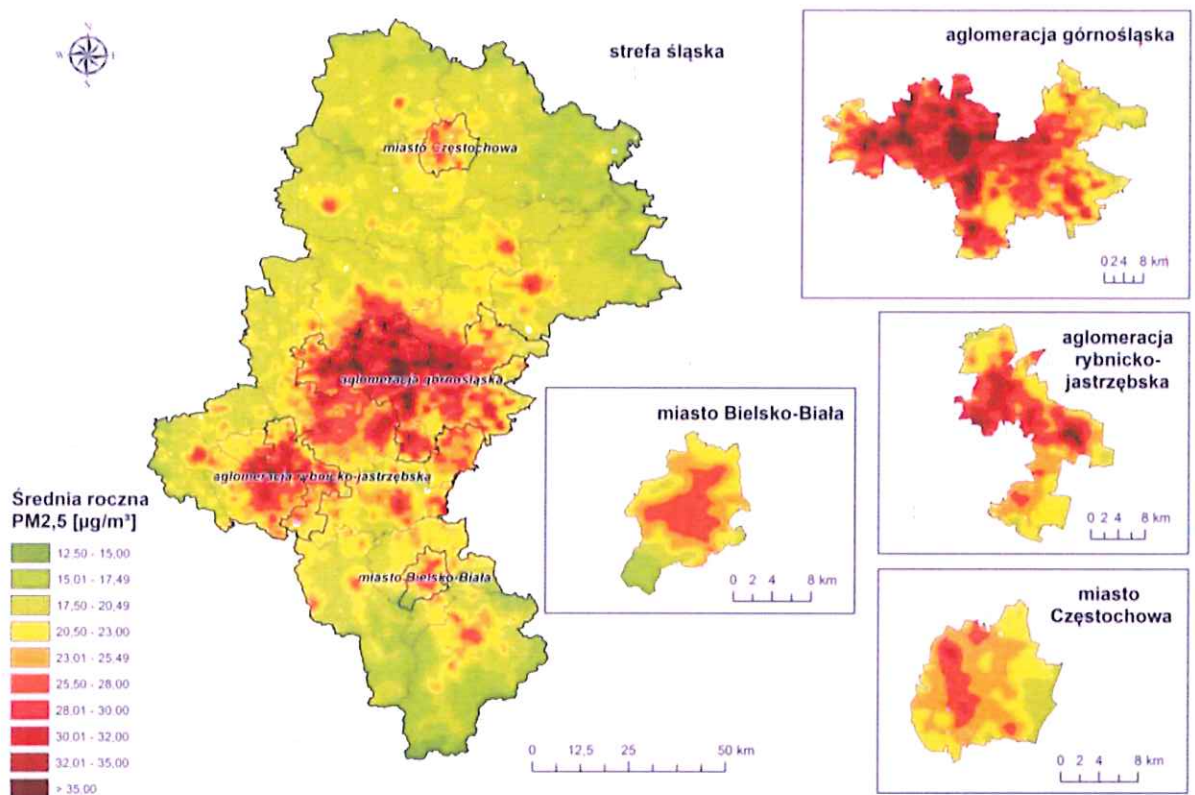 N
W
E
S
strefa śląska
miasto Częstochowa
aglomeracja górnośląska
aglomeracja rybnicko-jastrzębska
miasto Bielsko-Biała
Średnia roczna
PM2,5 [µg/m³]
12,50 - 15,00
15,01 - 17,49
17,50 - 20,49
20,50 - 23,00
23,01 - 25,49
25,50 - 28,00
28,01 - 30,00
30,01 - 32,00
32,01 - 35,00
> 35,00
0 12,5 25 50 km
aglomeracja górnośląska
0 2 4 8 km
aglomeracja
rybnicko-
jastrzębska
0 2 4 8 km
miasto Bielsko-Biała
0 2 4 8 km
miasto
Częstochowa
0 2 4 8 km